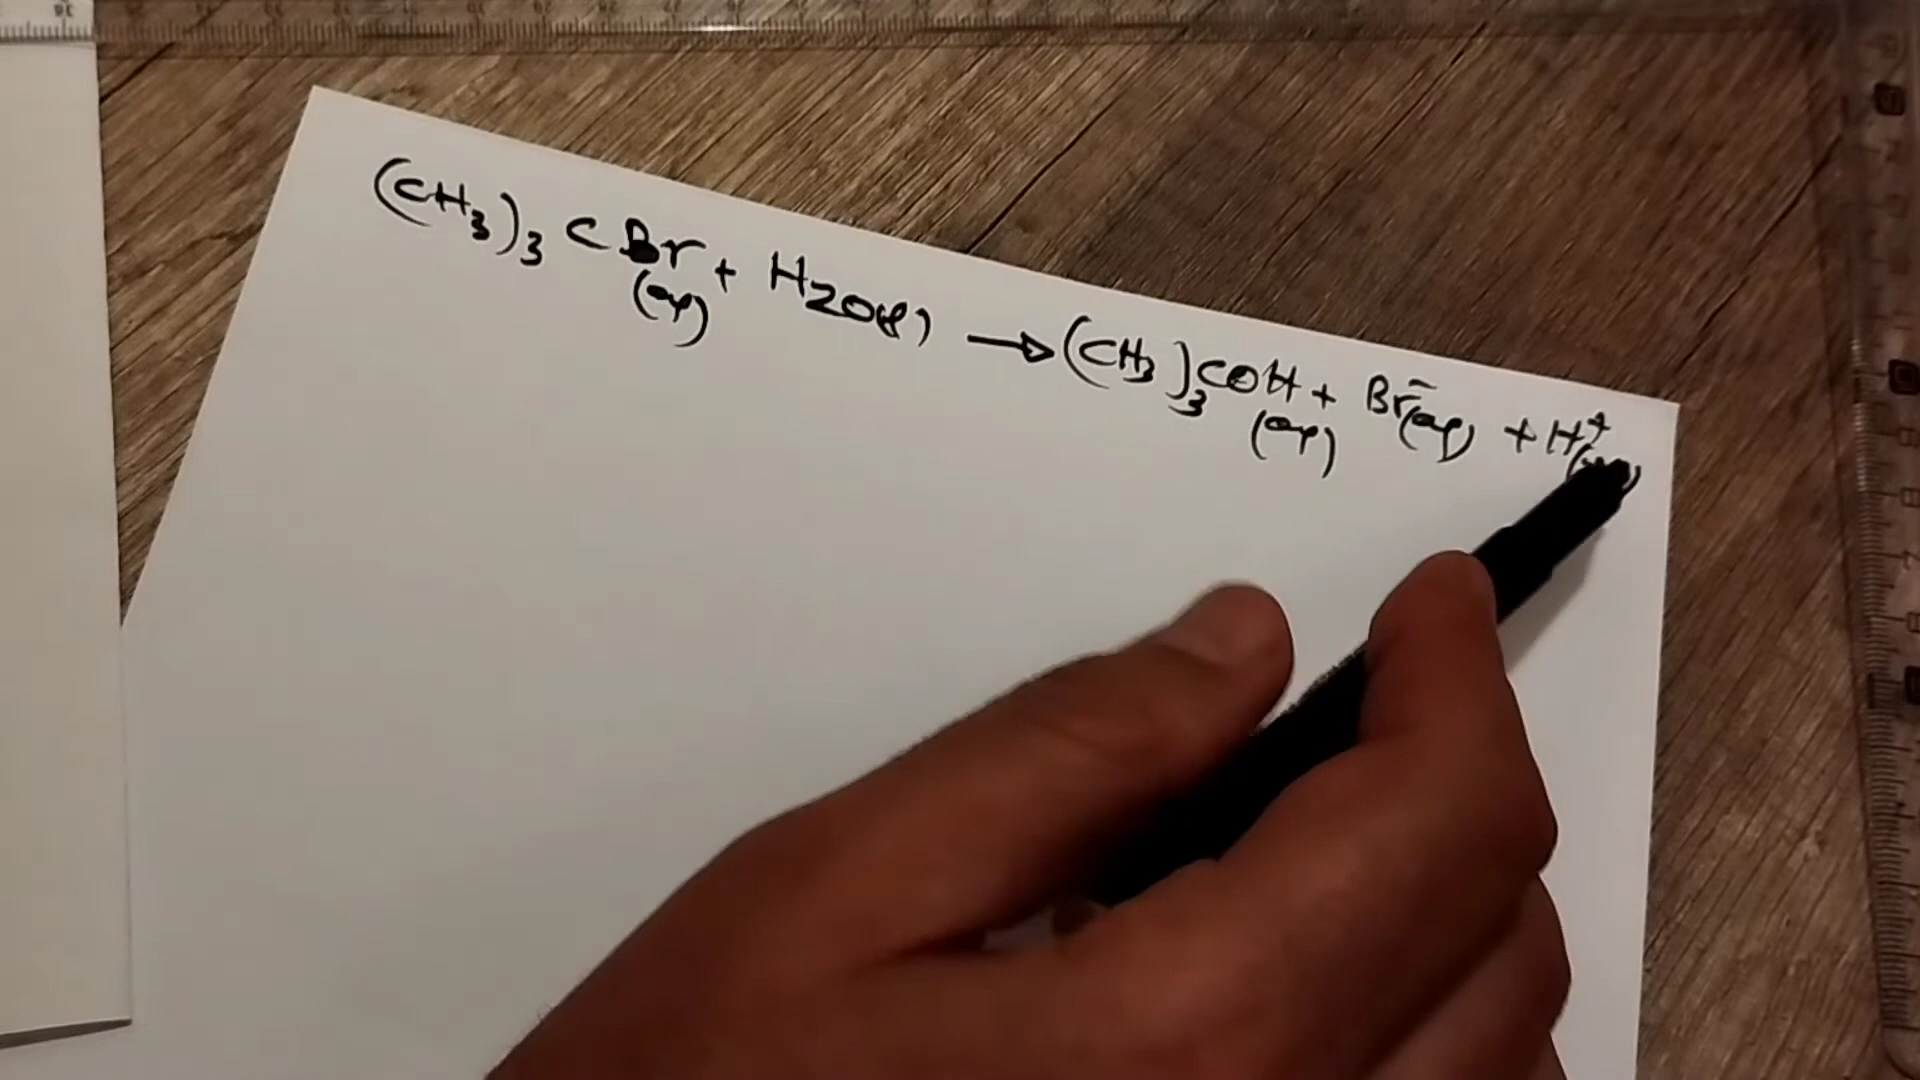 (CH₃)₃CBr(aq) + H₂O(l) → (CH₃)₃COH(aq) + Br⁻(aq) + H⁺